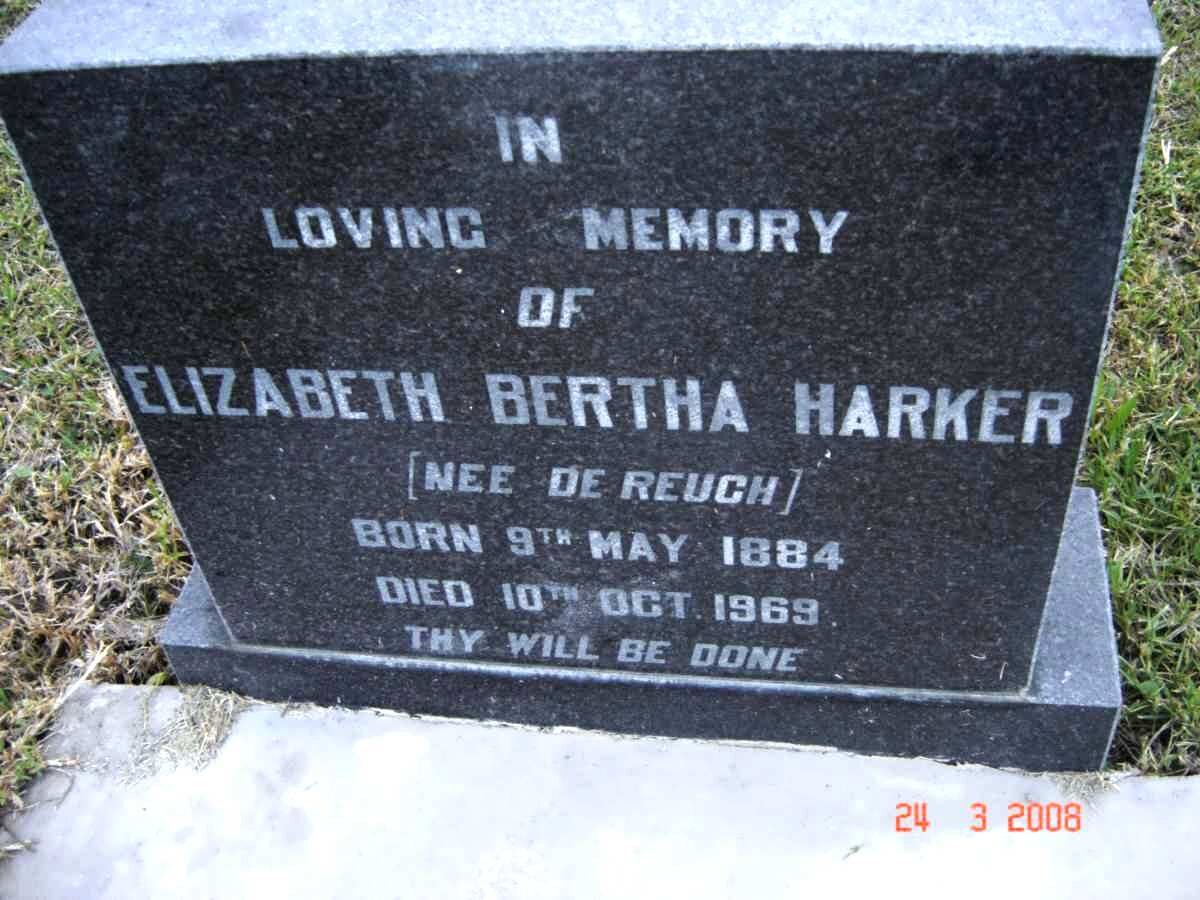 IN
LOVING MEMORY
OF
ELIZABETH BERTHA HARKER
[NEE DE REUCH]
BORN 9TH MAY 1884
DIED 10TH OCT. 1969.
THY WILL BE DONE
24 3 2008